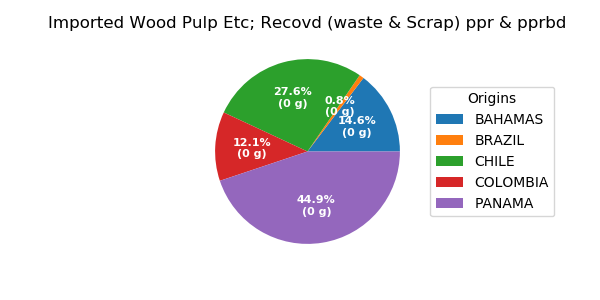 Imported Wood Pulp Etc; Recovd (waste & Scrap) ppr & pprbd
27.6%
(0 g)
0.8%
(0 g)
14.6%
(0 g)
12.1%
(0 g)
44.9%
(0 g)
Origins
BAHAMAS
BRAZIL
CHILE
COLOMBIA
PANAMA